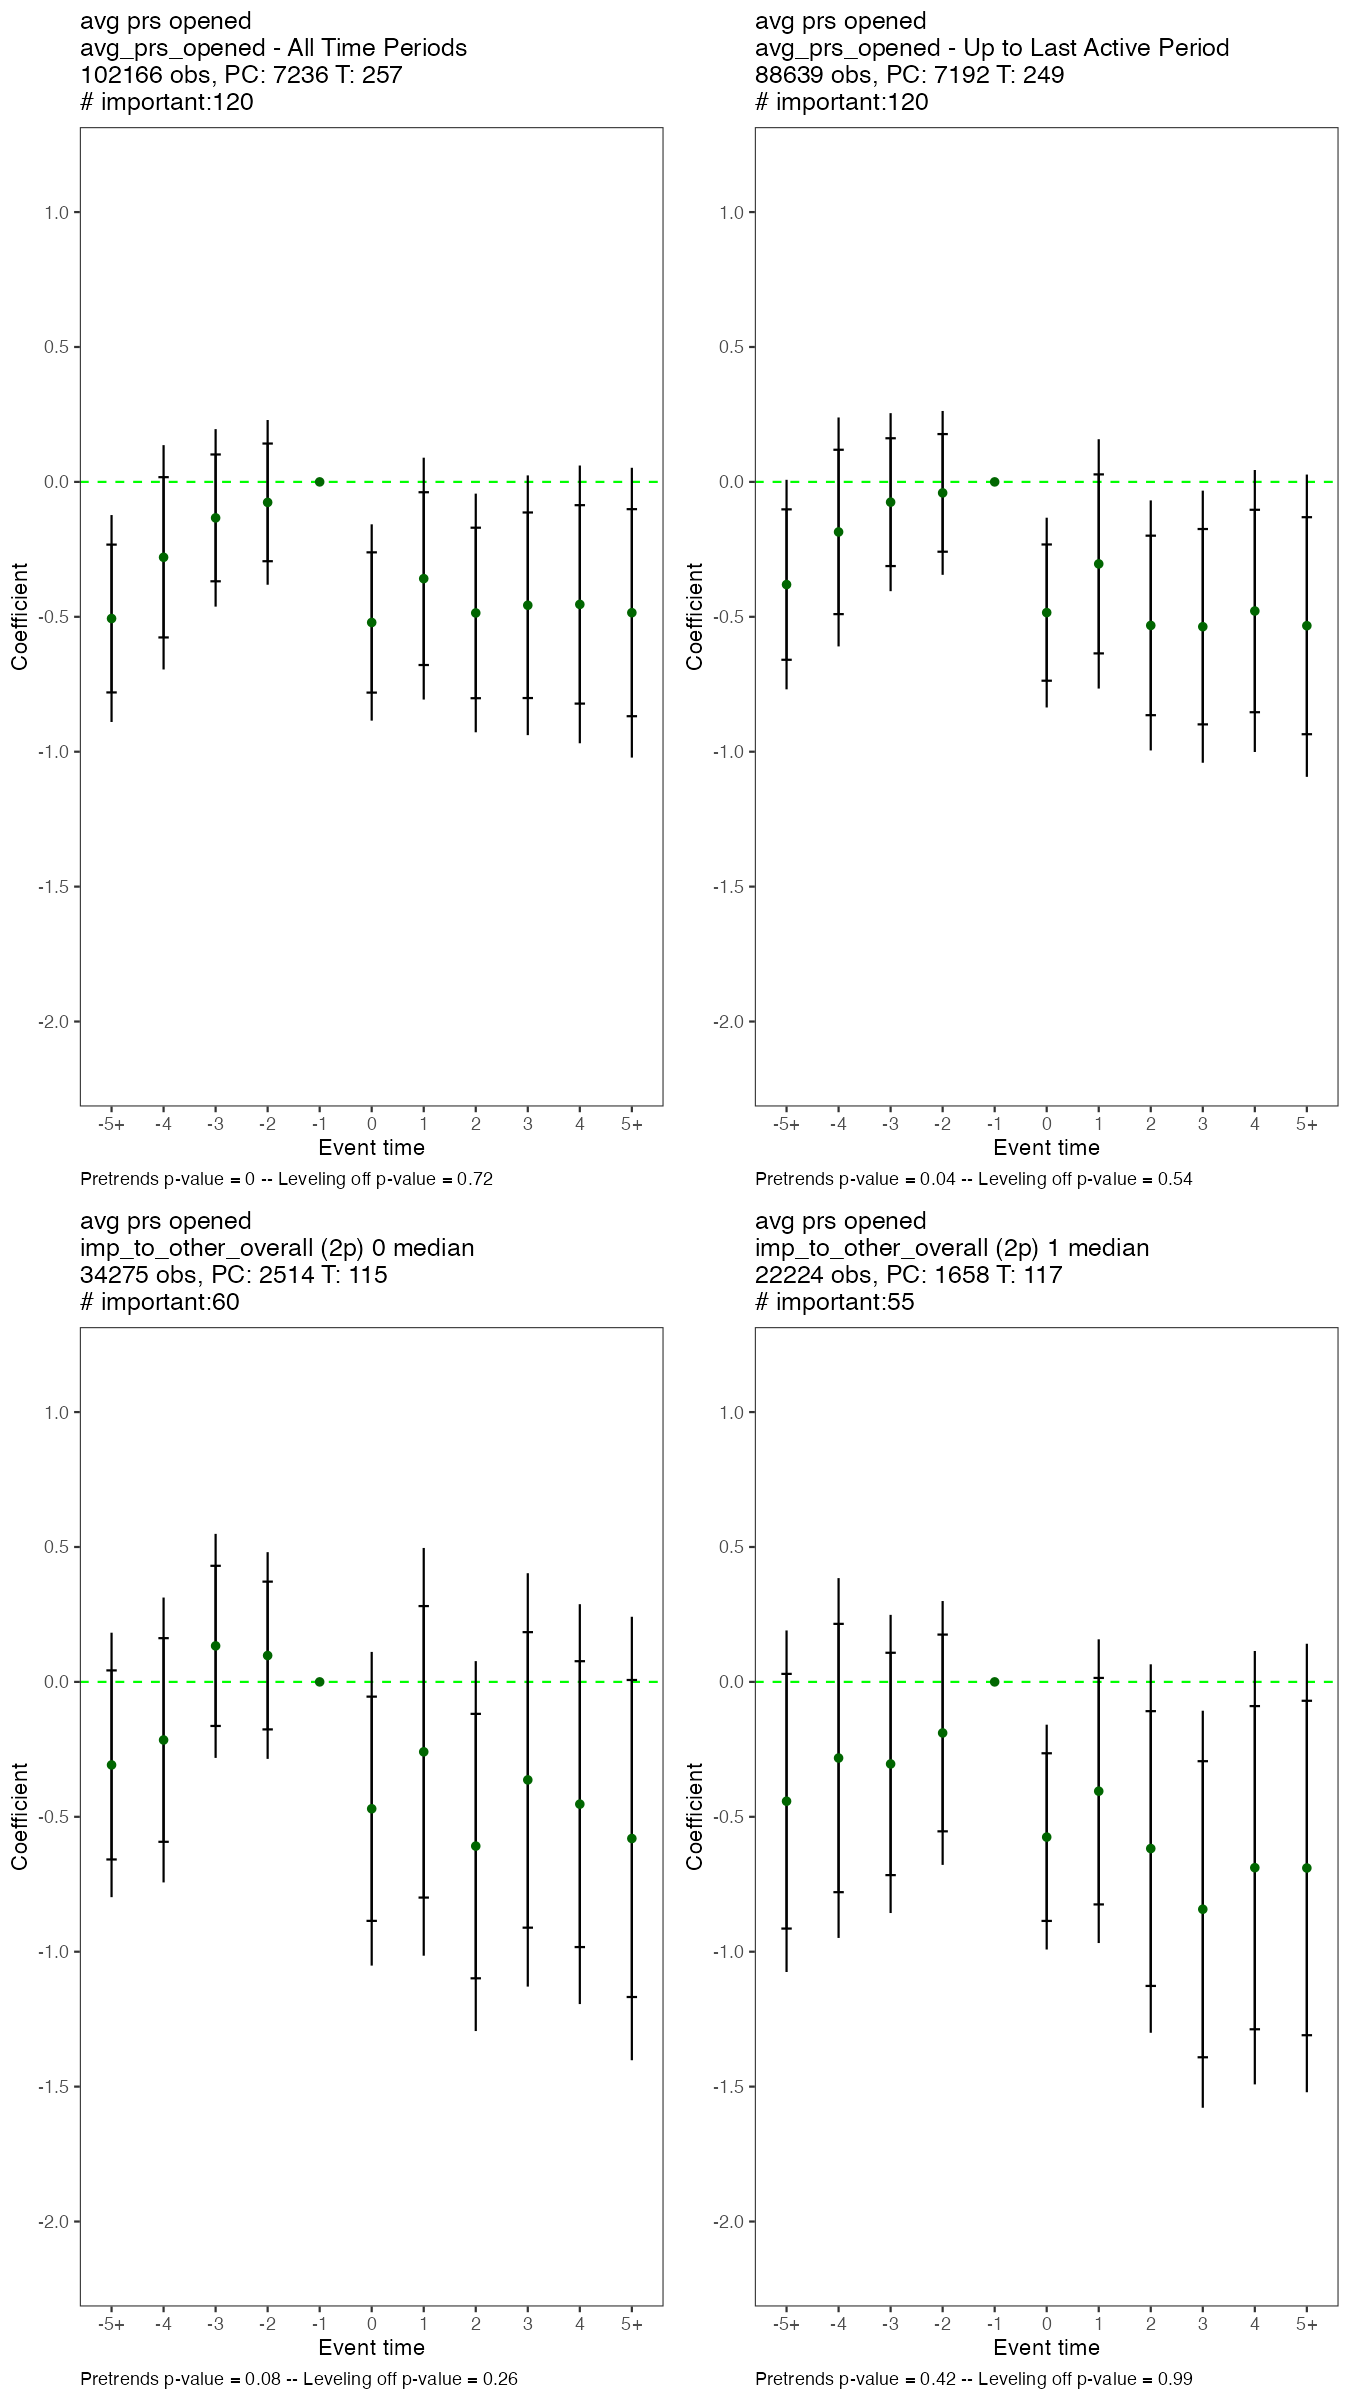 avg prs opened
avg_prs_opened - All Time Periods
102166 obs, PC: 7236 T: 257
# important:120
Coefficient
1.0
0.5
0.0
-0.5
-1.0
-1.5
-2.0
-5+ -4 -3 -2 -1 0 1 2 3 4 5+
Event time
Pretrends p-value = 0 -- Leveling off p-value = 0.72
avg prs opened
avg_prs_opened - Up to Last Active Period
88639 obs, PC: 7192 T: 249
# important:120
Coefficient
1.0
0.5
0.0
-0.5
-1.0
-1.5
-2.0
-5+ -4 -3 -2 -1 0 1 2 3 4 5+
Event time
Pretrends p-value = 0.04 -- Leveling off p-value = 0.54
avg prs opened
imp_to_other_overall (2p) 0 median
34275 obs, PC: 2514 T: 115
# important:60
Coefficient
1.0
0.5
0.0
-0.5
-1.0
-1.5
-2.0
-5+ -4 -3 -2 -1 0 1 2 3 4 5+
Event time
Pretrends p-value = 0.08 -- Leveling off p-value = 0.26
avg prs opened
imp_to_other_overall (2p) 1 median
22224 obs, PC: 1658 T: 117
# important:55
Coefficient
1.0
0.5
0.0
-0.5
-1.0
-1.5
-2.0
-5+ -4 -3 -2 -1 0 1 2 3 4 5+
Event time
Pretrends p-value = 0.42 -- Leveling off p-value = 0.99